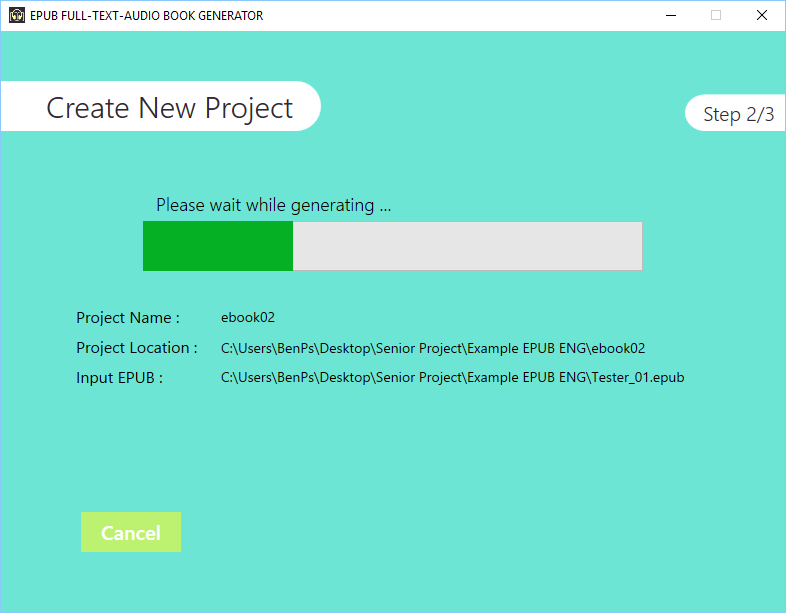 EPUB FULL-TEXT-AUDIO BOOK GENERATOR
Create New Project
Step 2/3
Please wait while generating ...
Project Name : ebook02
Project Location : C:\Users\BenPs\Desktop\Senior Project\Example EPUB ENG\ebook02
Input EPUB : C:\Users\BenPs\Desktop\Senior Project\Example EPUB ENG\Tester_01.epub
Cancel